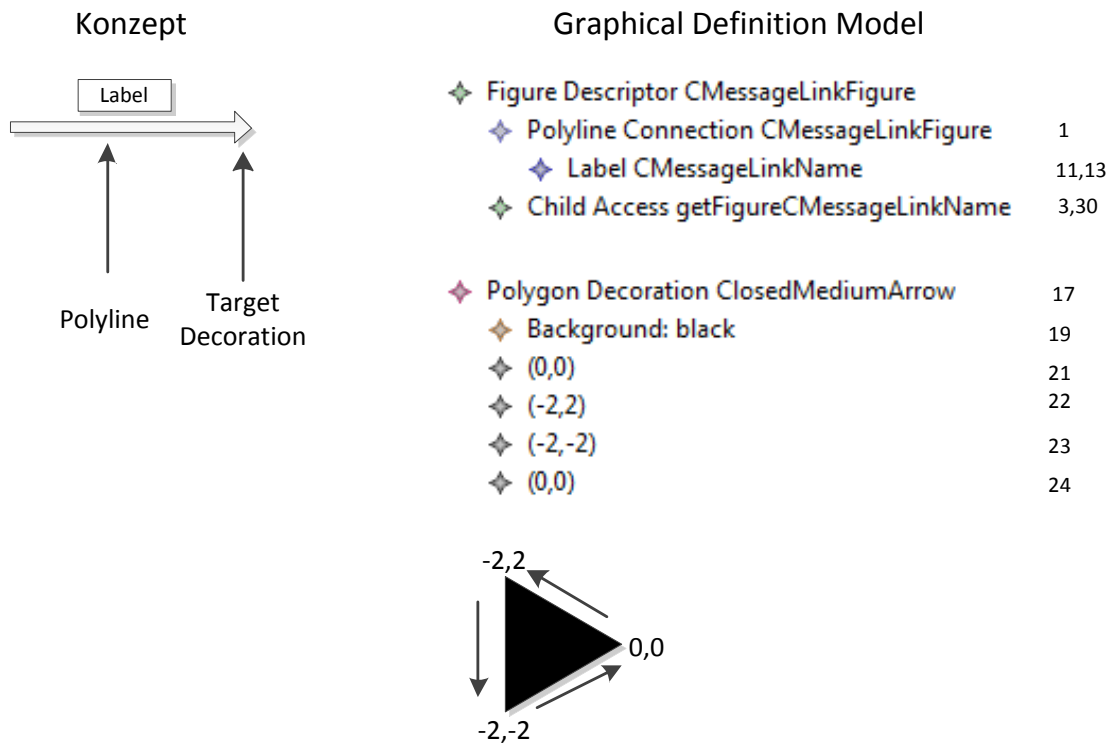 Konzept
Graphical Definition Model
Label
Polyline
Target
Decoration
Figure Descriptor CMessageLinkFigure
Polyline Connection CMessageLinkFigure 1
Label CMessageLinkName 11,13
Child Access getFigureCMessageLinkName 3,30
Polygon Decoration ClosedMediumArrow 17
Background: black 19
(0,0) 21
(-2,2) 22
(-2,-2) 23
(0,0) 24
-2,2
0,0
-2,-2